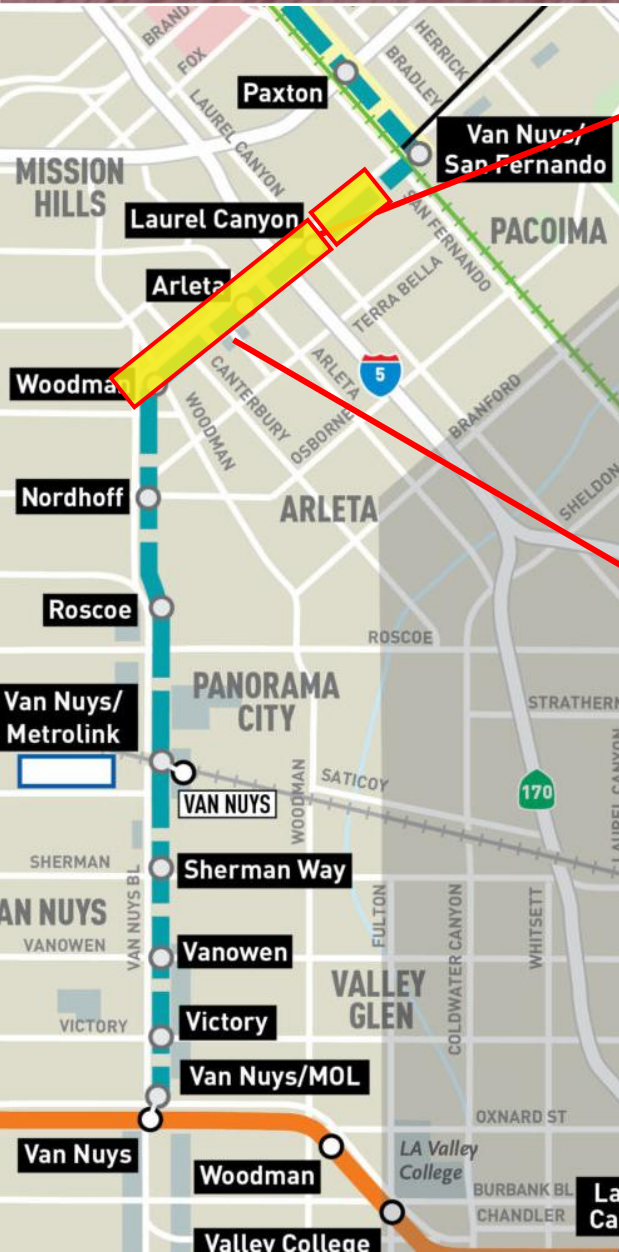 BRAND
FOX
HERRICK
BRADLEY
Paxton
LAUREL CANYON
Van Nuys/
San Fernando
MISSION
HILLS
Laurel Canyon
SAN FERNANDO
PACOIMA
Arleta
TERRA BELLA
ARLETA
5
Woodman
CANTERBURY
WOODMAN
OSBORNE
BRANFORD
SHELDON
Nordhoff
ARLETA
Roscoe
ROSCOE
PANORAMA
CITY
STRATHERN
Van Nuys/
Metrolink
VAN NUYS
SATICOY
WOODMAN
170
LAUREL CANYON
SHERMAN
Sherman Way
VAN NUYS BL
AN NUYS
VANOWEN
Vanowen
FULTON
COLDWATER CANYON
WHITSETT
VALLEY
GLEN
VICTORY
Victory
Van Nuys/MOL
OXNARD ST
Van Nuys
Woodman
LA Valley
College
BURBANK BL
CHANDLER
La
Ca
Valley College